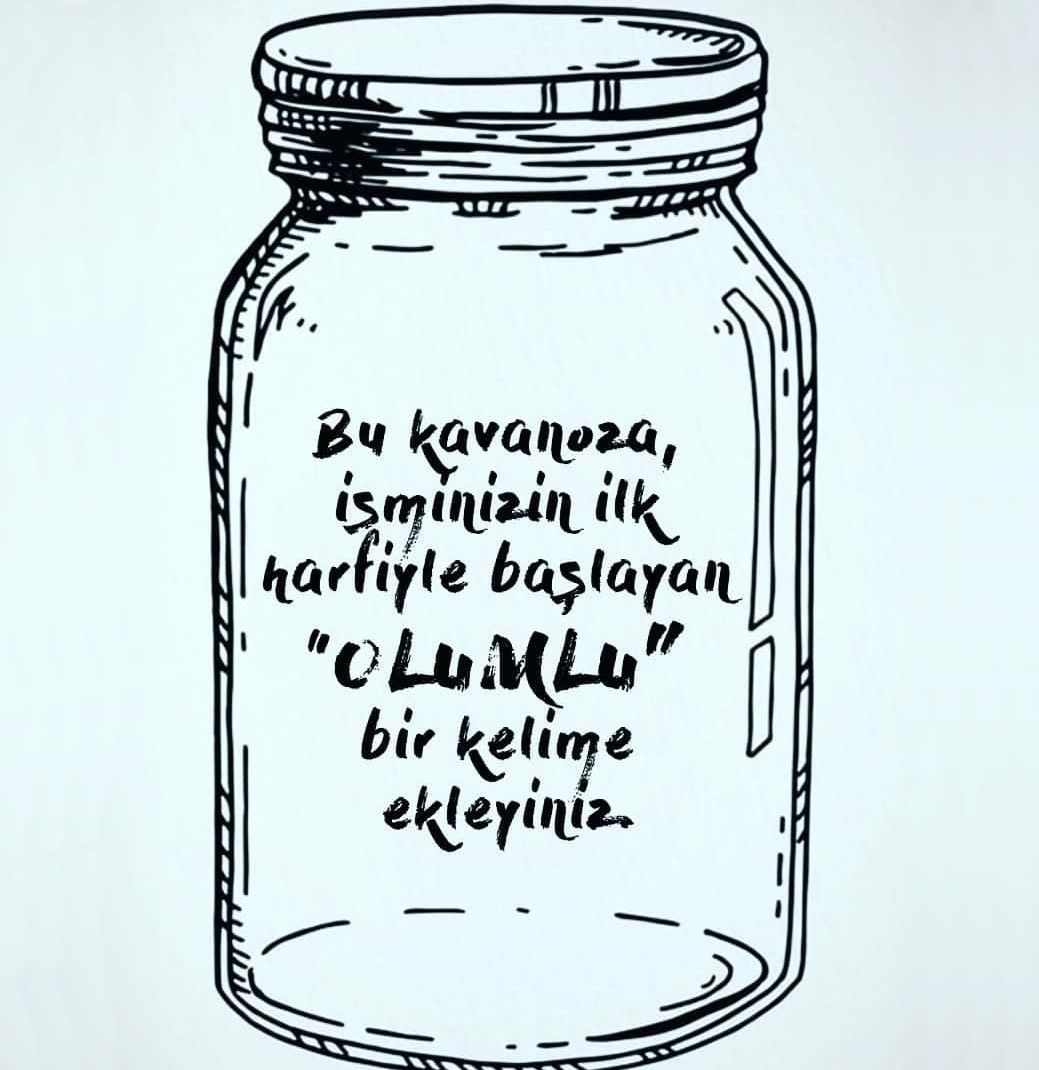 Bu kavanoza,
isminizin ilk
harfiyle başlayan
"OLUMLU"
bir kelime
ekleyiniz.